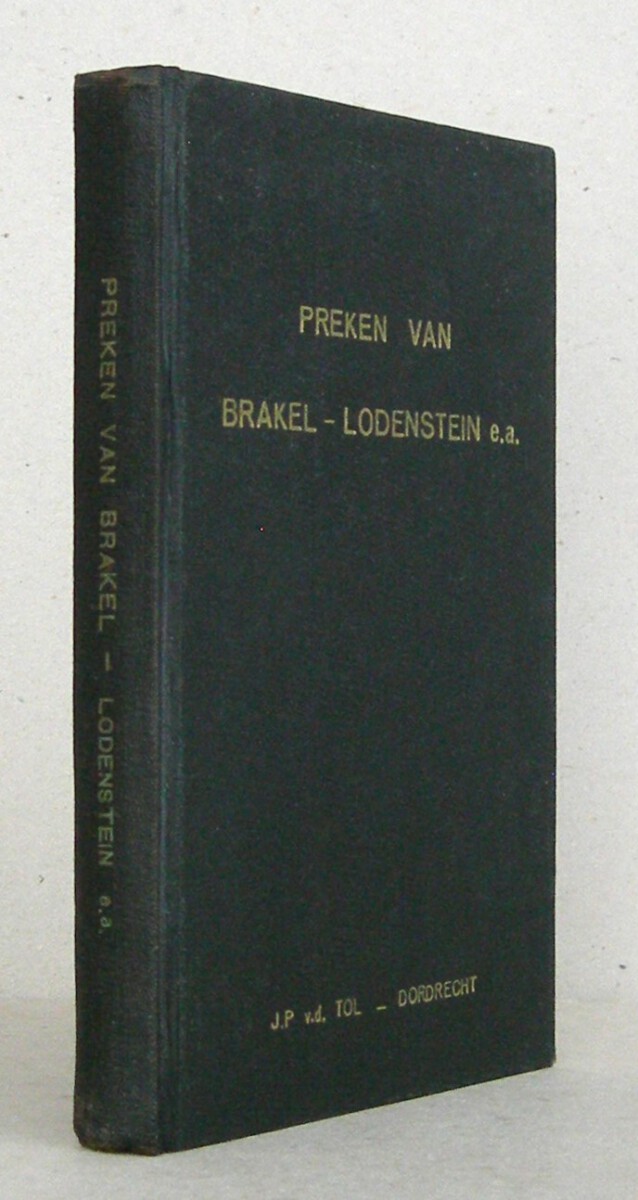 PREKEN VAN BRAKEL – LODENSTEIN e.a.
PREKEN VAN
BRAKEL – LODENSTEIN e.a.
J.P v.d. TOL – DORDRECHT